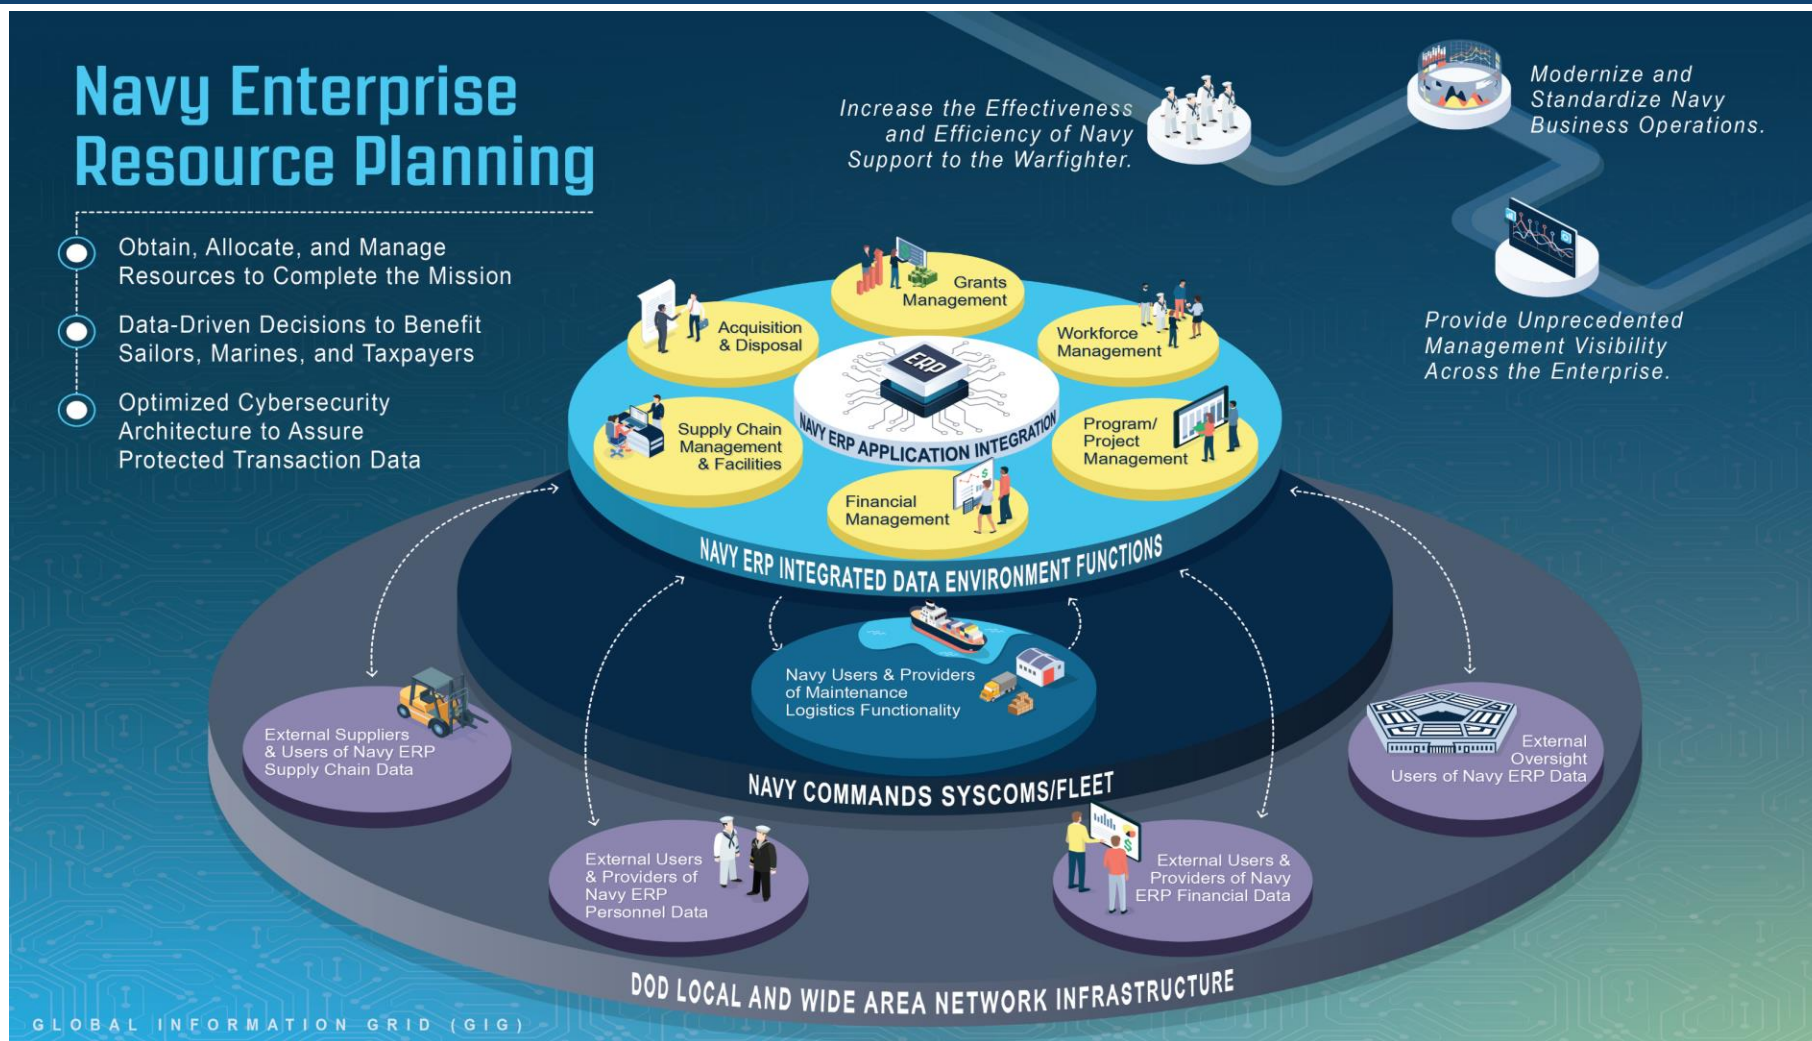 Navy Enterprise
Resource Planning
Obtain, Allocate, and Manage
Resources to Complete the Mission
Data-Driven Decisions to Benefit
Sailors, Marines, and Taxpayers
Optimized Cybersecurity
Architecture to Assure
Protected Transaction Data
Increase the Effectiveness
and Efficiency of Navy
Support to the Warfighter.
Modernize and
Standardize Navy
Business Operations.
Provide Unprecedented
Management Visibility
Across the Enterprise.
Grants
Management
Acquisition
& Disposal
Workforce
Management
ERP
NAVY ERP APPLICATION INTEGRATION
Supply Chain
Management
& Facilities
Program/
Project
Management
Financial
Management
$
NAVY ERP INTEGRATED DATA ENVIRONMENT FUNCTIONS
Navy Users & Providers
of Maintenance
Logistics Functionality
NAVY COMMANDS SYSCOMS/FLEET
External Suppliers
& Users of Navy ERP
Supply Chain Data
External Users
& Providers of
Navy ERP
Personnel Data
$
External Users &
Providers of Navy
ERP Financial Data
External
Oversight
Users of Navy ERP Data
DOD LOCAL AND WIDE AREA NETWORK INFRASTRUCTURE
GLOBAL INFORMATION GRID (GIG)